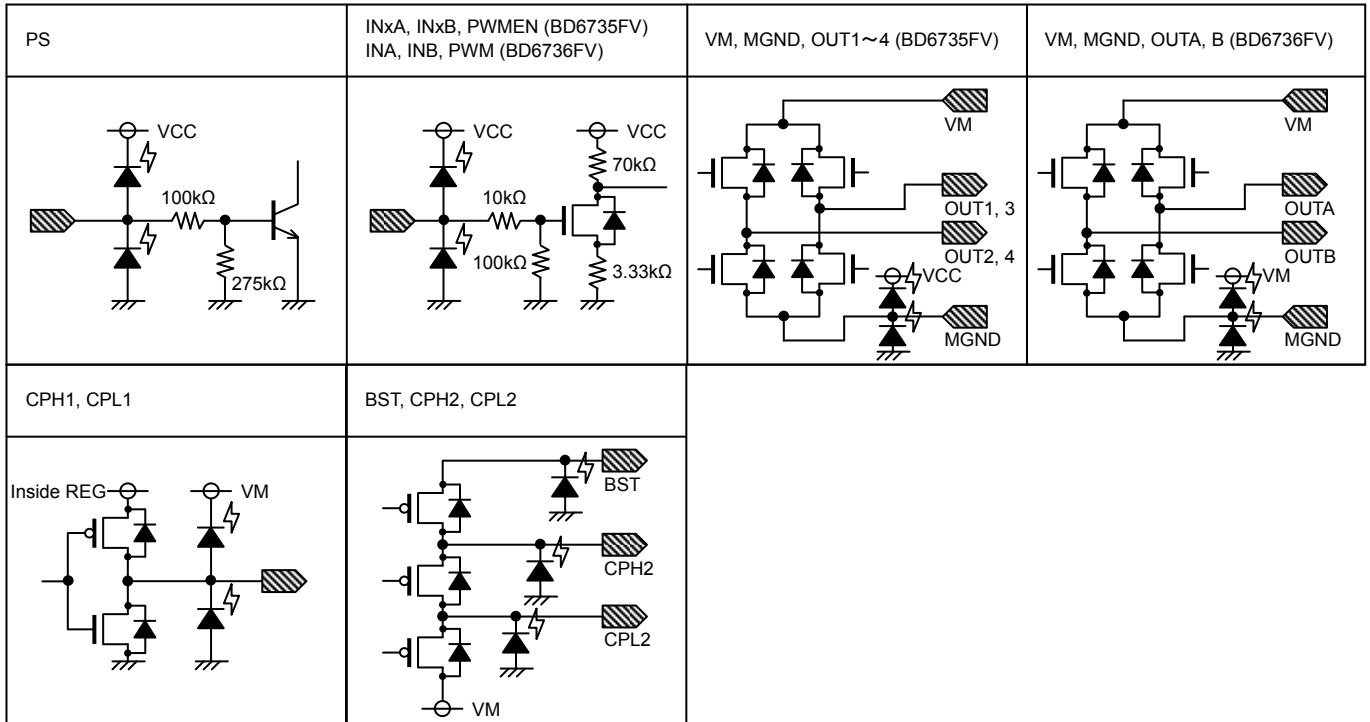 PS
INxA, INxB, PWMEN (BD6735FV)
INA, INB, PWM (BD6736FV)
VM, MGND, OUT1～4 (BD6735FV)
VM, MGND, OUTA, B (BD6736FV)
VCC
100kΩ
275kΩ
VCC
VCC
70kΩ
10kΩ
100kΩ
3.33kΩ
VM
OUT1, 3
OUT2, 4
VCC
MGND
VM
OUTA
OUTB
VM
MGND
CPH1, CPL1
BST, CPH2, CPL2
Inside REG
VM
BST
CPH2
CPL2
VM